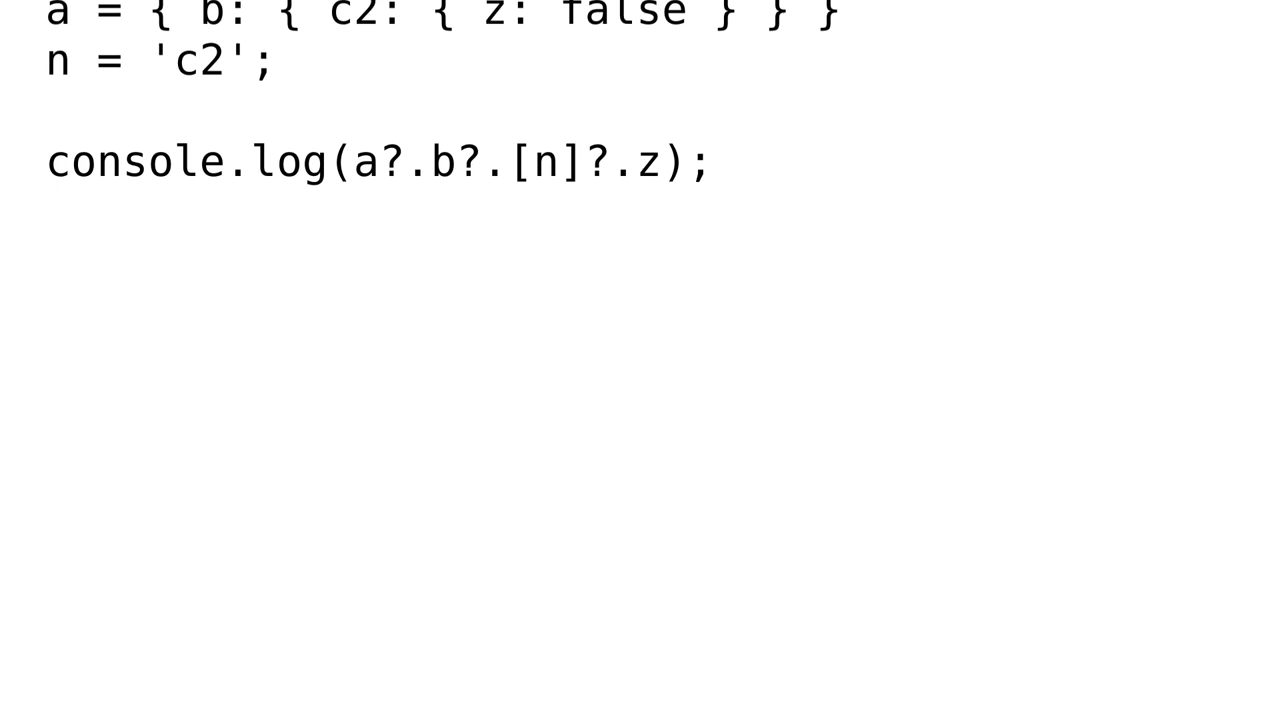 a = { b: { c2: { z: false } } }
n = 'c2';
console.log(a?.b?.[n]?.z);